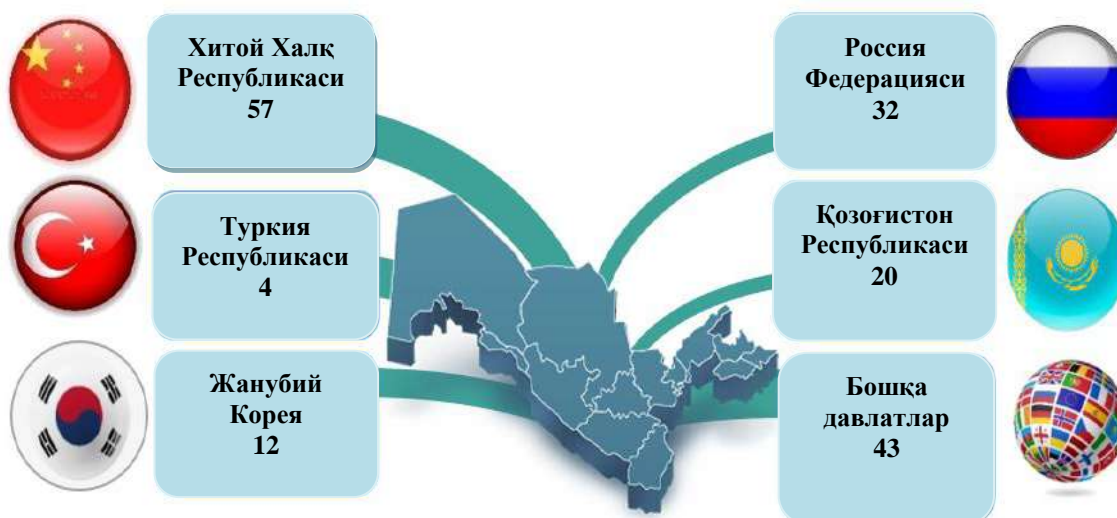 Хитой Халқ
Республикаси
57
Туркия
Республикаси
4
Жанубий
Корея
12
Россия
Федерацияси
32
Қозоғистон
Республикаси
20
Бошқа
давлатлар
43